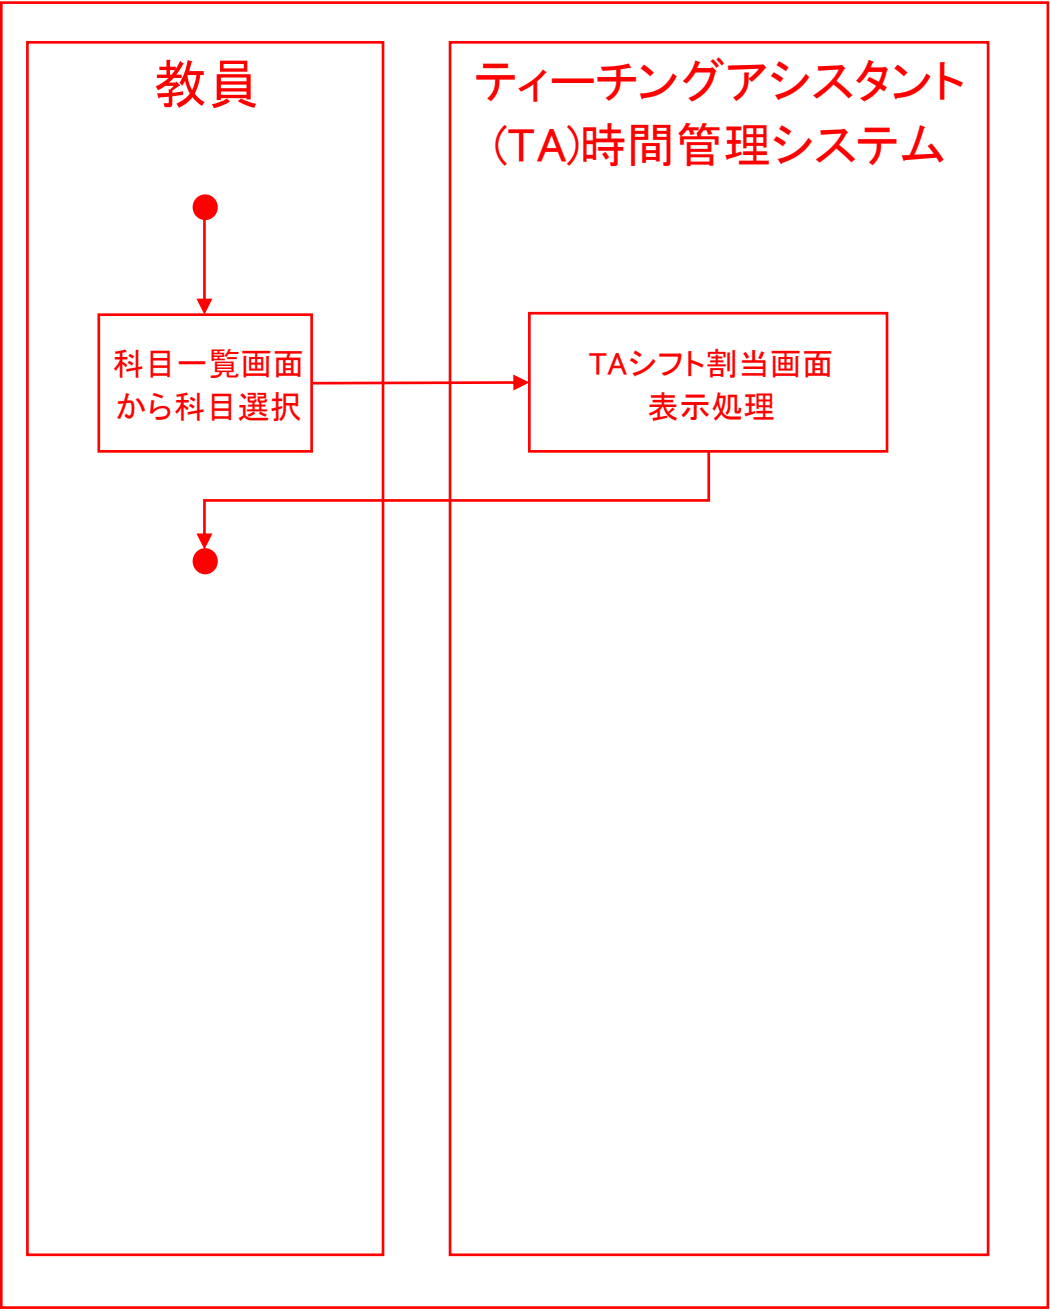 教員
ティーチングアシスタント
(TA)時間管理システム
科目一覧画面
から科目選択
TAシフト割当画面
表示処理